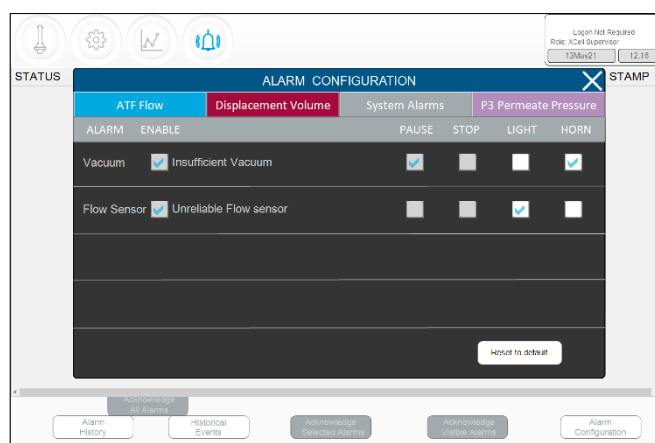 Logon Not Required
Role: XCell Supervisor
13May21 12.16
STATUS ALARM CONFIGURATION STAMP
ATF Flow Displacement Volume System Alarms P3 Permeate Pressure
ALARM ENABLE PAUSE STOP LIGHT HORN
Vacuum Insufficient Vacuum
Flow Sensor Unreliable Flow sensor
Reset to default
Acknowledge
All Alarms
Alarm
History
Historical
Events
Acknowledge
Selected Alarms
Acknowledge
Visible Alarms
Alarm
Configuration